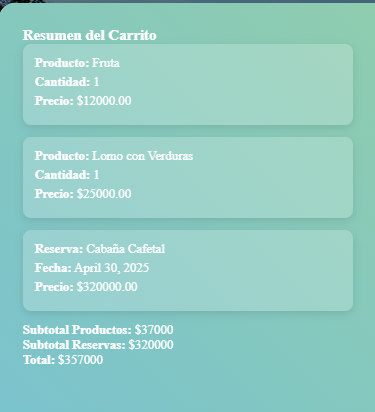 Resumen del Carrito
Producto: Fruta
Cantidad: 1
Precio: $12000.00
Producto: Lomo con Verduras
Cantidad: 1
Precio: $25000.00
Reserva: Cabaña Cafetal
Fecha: April 30, 2025
Precio: $320000.00
Subtotal Productos: $37000
Subtotal Reservas: $320000
Total: $357000